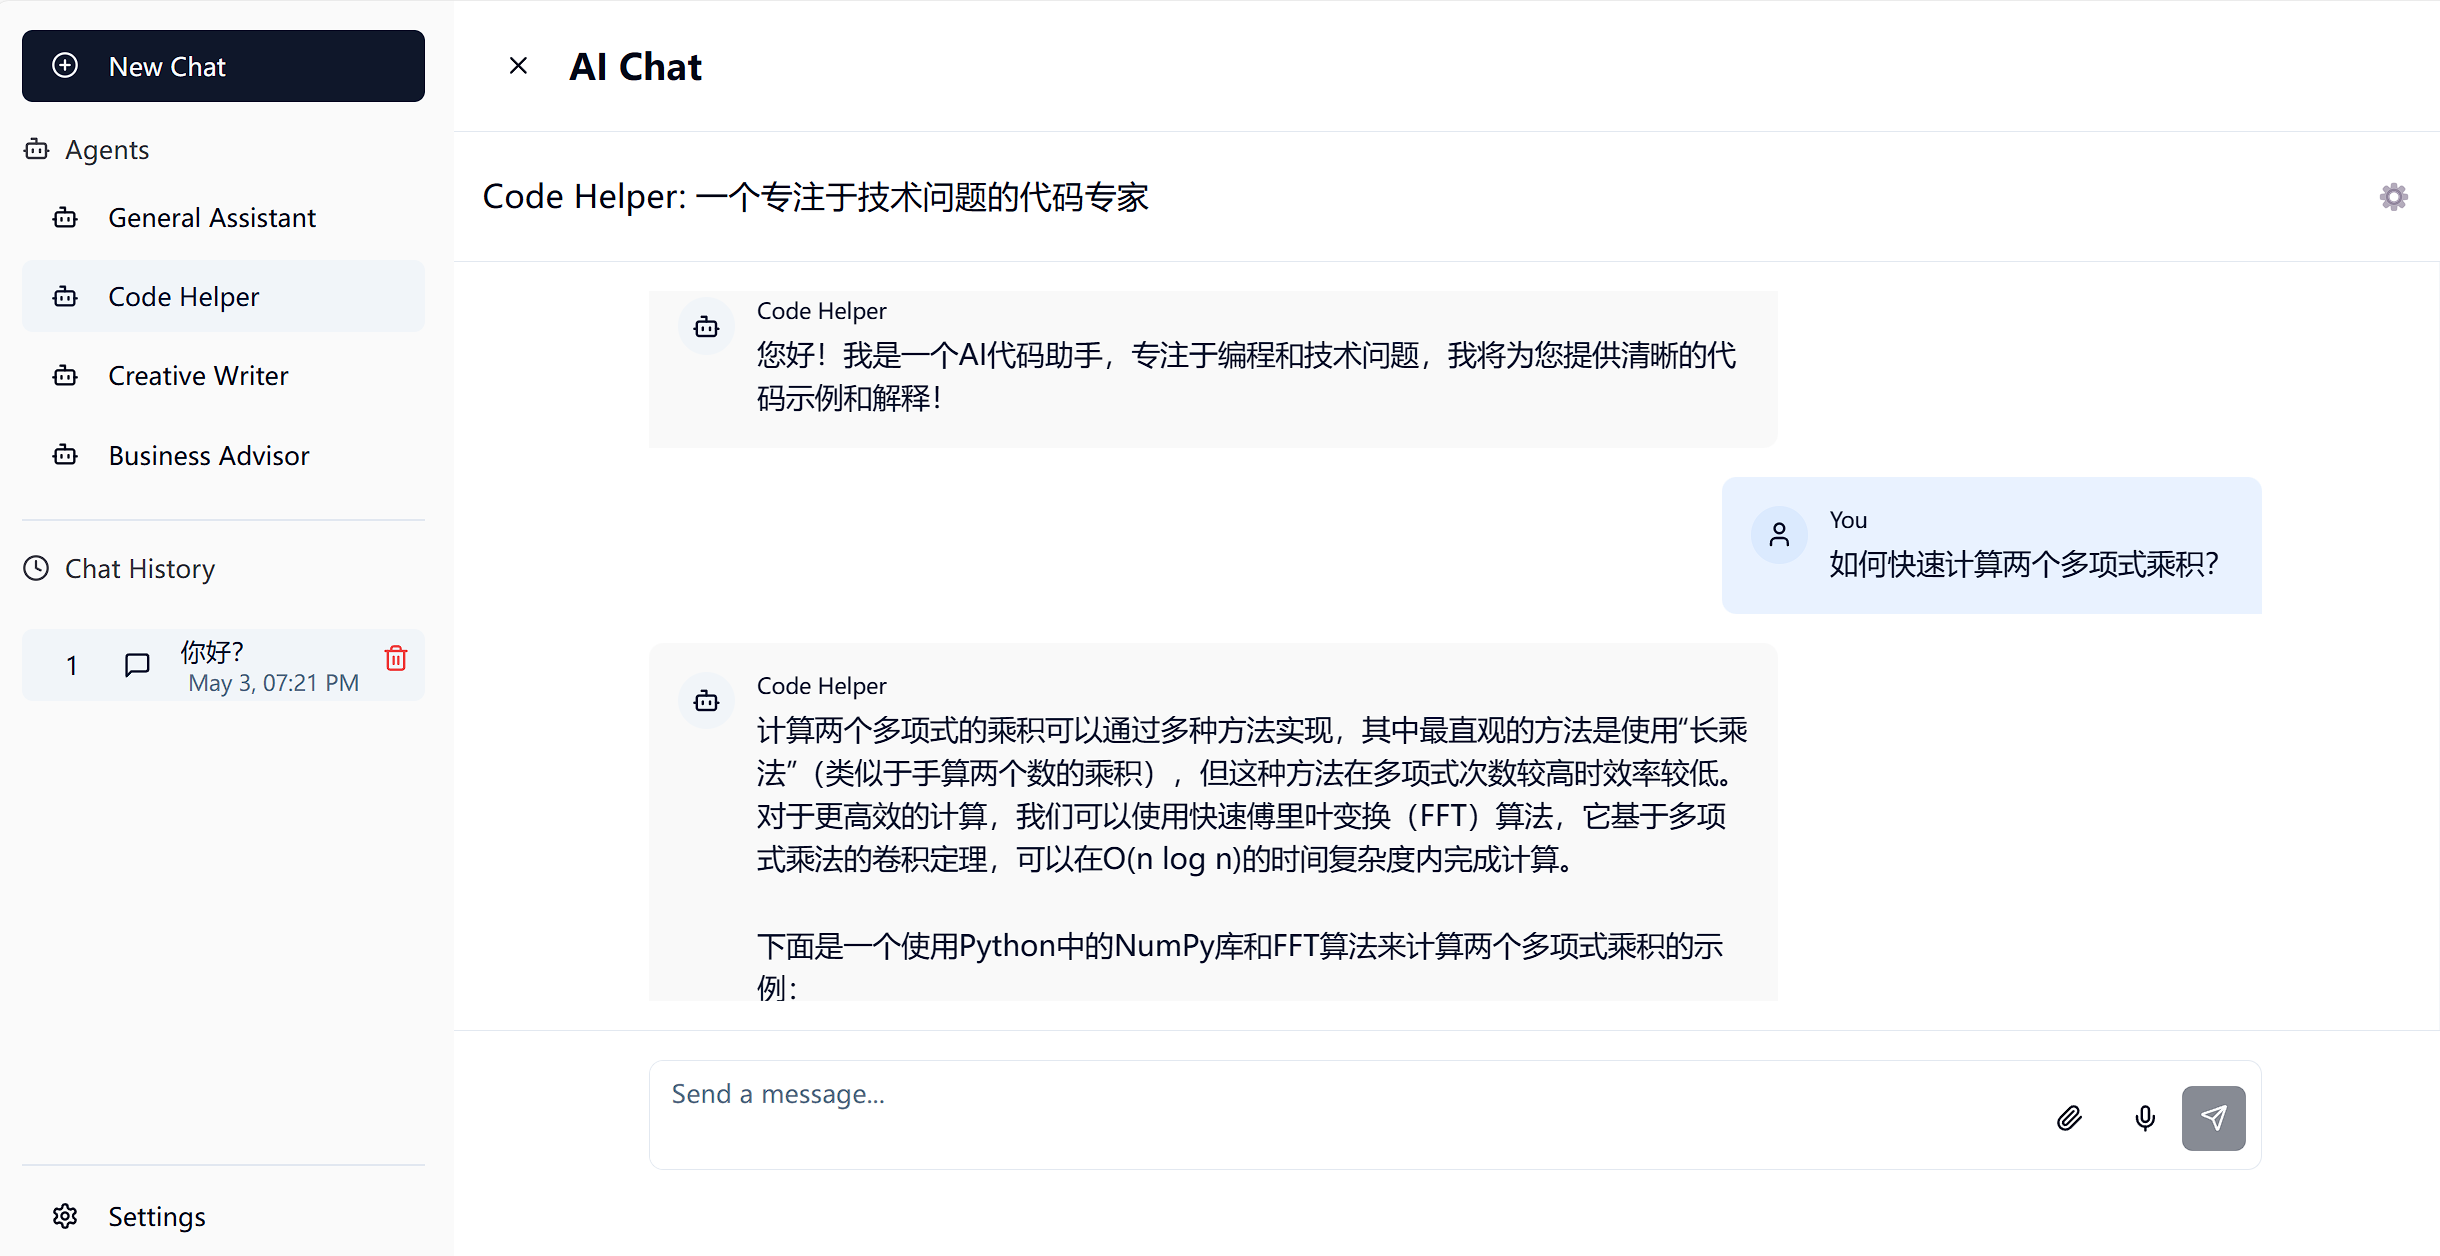 New Chat
Agents
General Assistant
Code Helper
Creative Writer
Business Advisor
Chat History
1
你好？
May 3, 07:21 PM
Settings
AI Chat
Code Helper: 一个专注于技术问题的代码专家
Code Helper
您好！我是一个AI代码助手，专注于编程和技术问题，我将为您提供清晰的代
码示例和解释！
You
如何快速计算两个多项式乘积？
Code Helper
计算两个多项式的乘积可以通过多种方法实现，其中最直观的方法是使用“长乘
法”（类似于手算两个数的乘积），但这种方法在多项式次数较高时效率较低。
对于更高效的计算，我们可以使用快速傅里叶变换（FFT）算法，它基于多项
式乘法的卷积定理，可以在O(n log n)的时间复杂度内完成计算。
下面是一个使用Python中的NumPy库和FFT算法来计算两个多项式乘积的示
例：
Send a message...